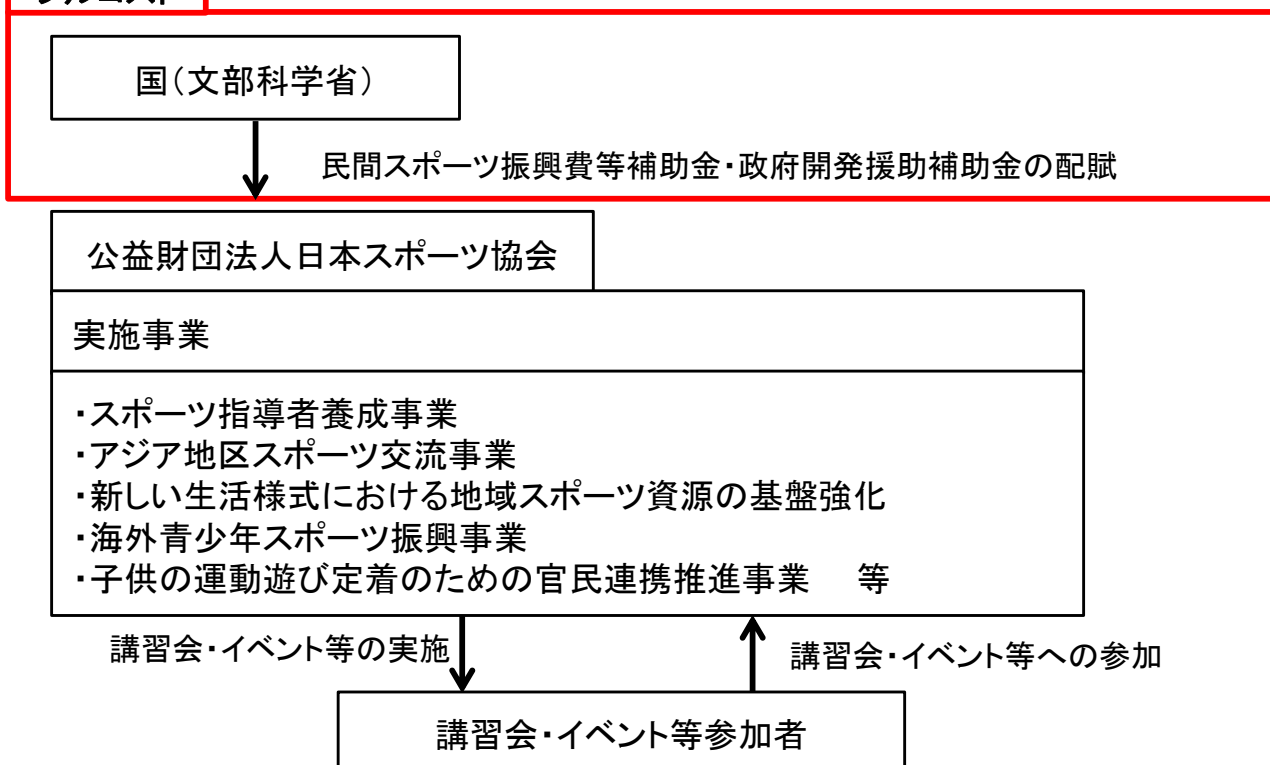 国(文部科学省)
民間スポーツ振興費等補助金・政府開発援助補助金の配賦
公益財団法人日本スポーツ協会
実施事業
・スポーツ指導者養成事業
・アジア地区スポーツ交流事業
・新しい生活様式における地域スポーツ資源の基盤強化
・海外青少年スポーツ振興事業
・子供の運動遊び定着のための官民連携推進事業　等
講習会・イベント等の実施
講習会・イベント等への参加
講習会・イベント等参加者